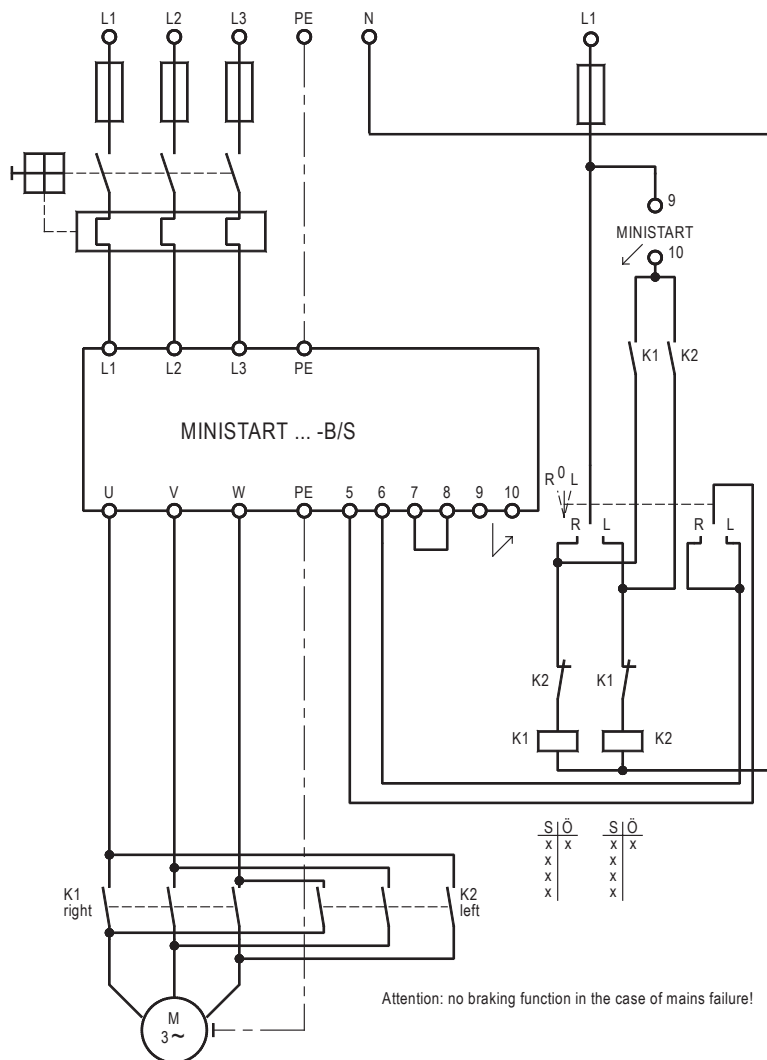 L1 L2 L3 PE N L1
9
MINISTART
10
K1 K2
L1 L2 L3 PE
MINISTART ... -B/S
U V W PE 5 6 7 8 9 10
R 0 L
R L R L
K2 K1
K1 K2
S Ö S Ö
x x x x
x x
x x
x x
K1
right
K2
left
M
3~
Attention: no braking function in the case of mains failure!